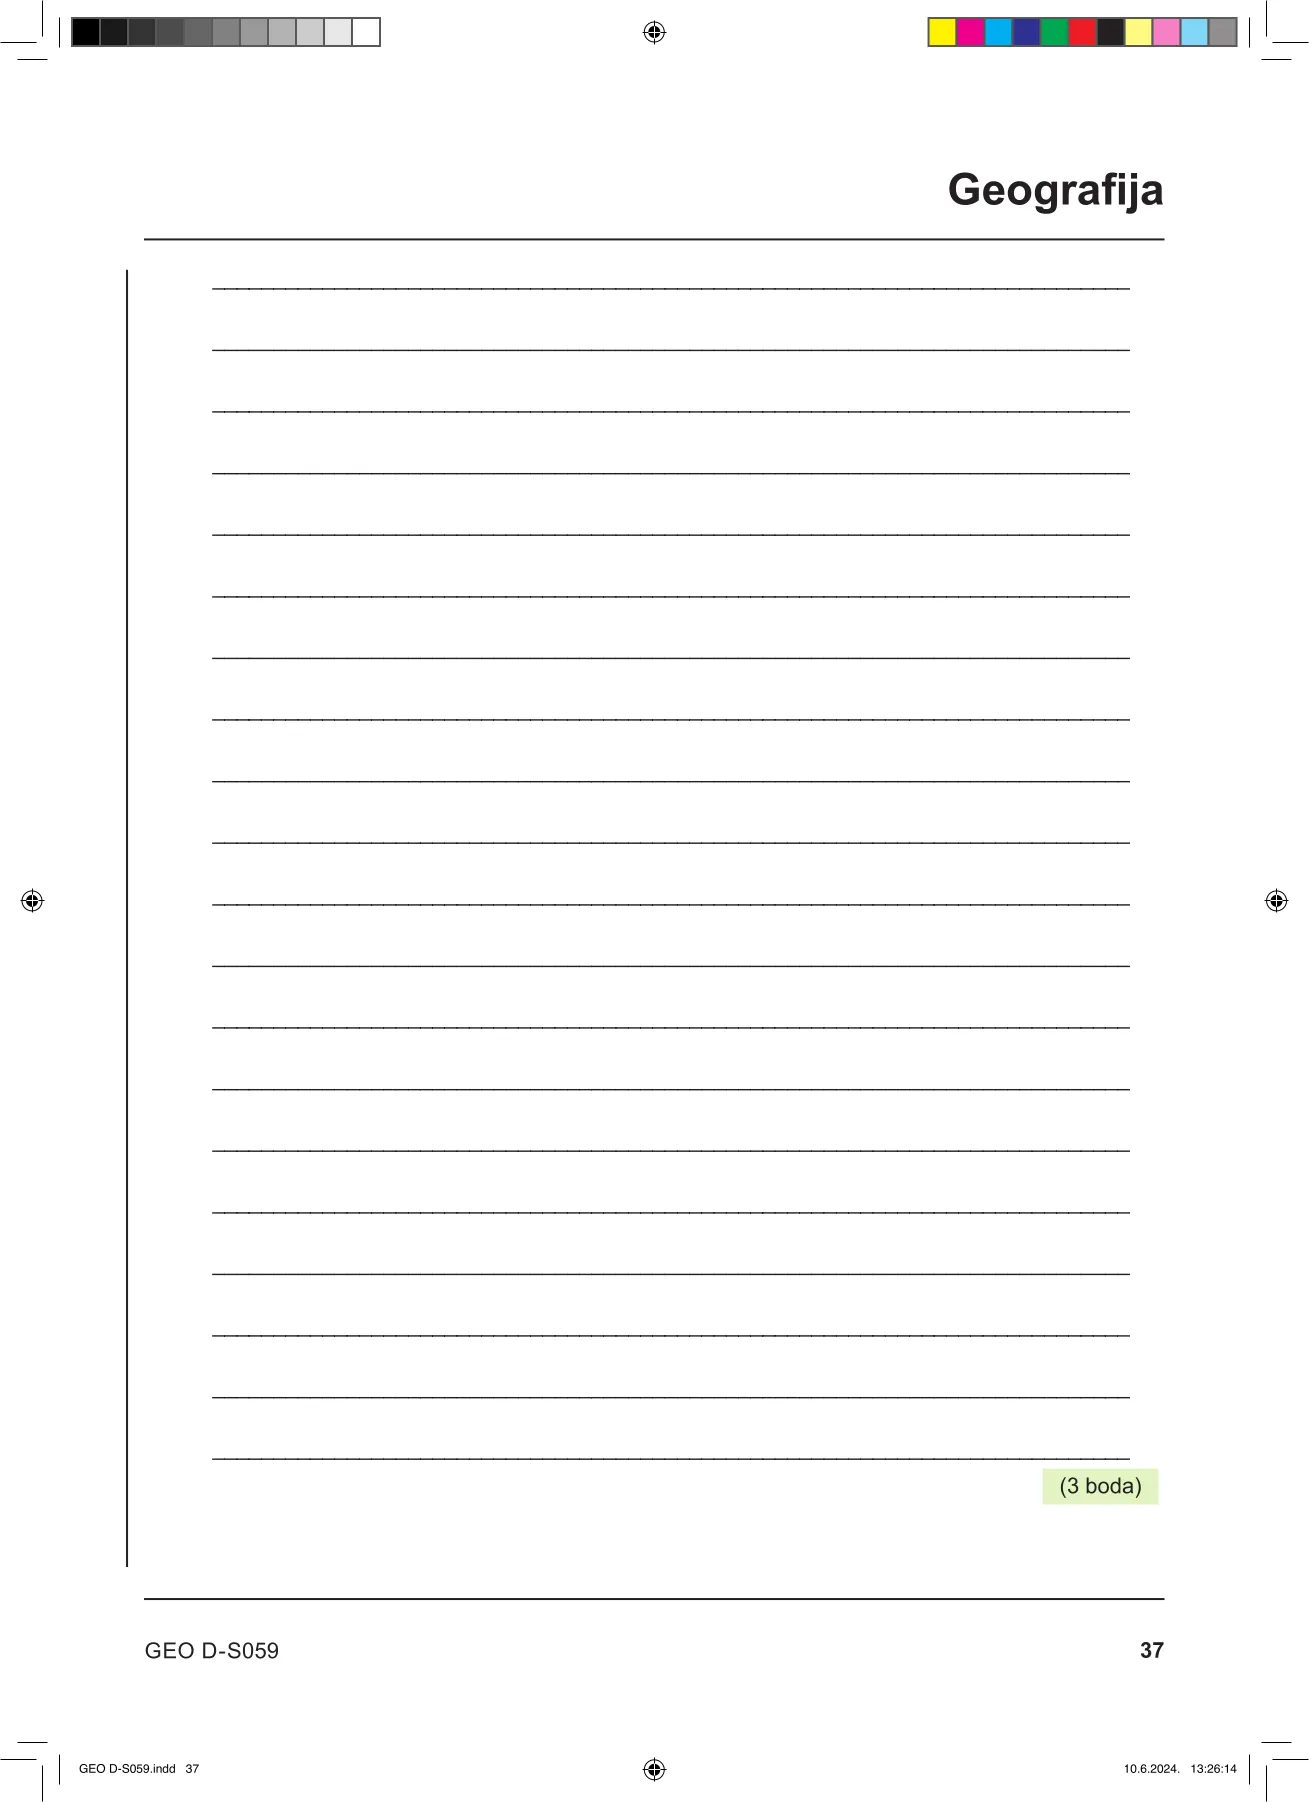 Geografija
(3 boda)
GEO D-S059
37
GEO D-S059.indd 37
10.6.2024. 13:26:14